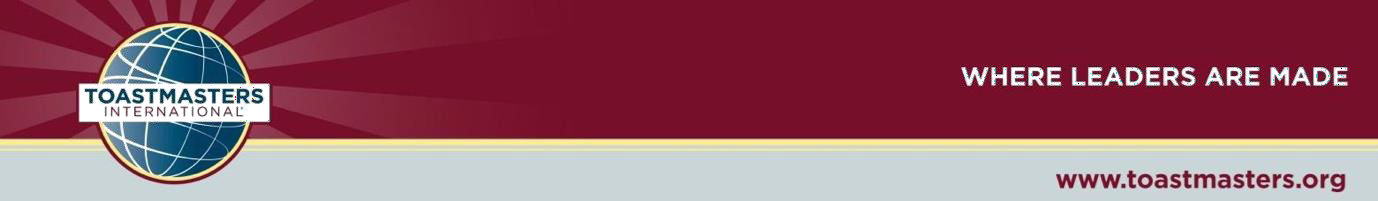 TOASTMASTERS
INTERNATIONAL
WHERE LEADERS ARE MADE
www.toastmasters.org